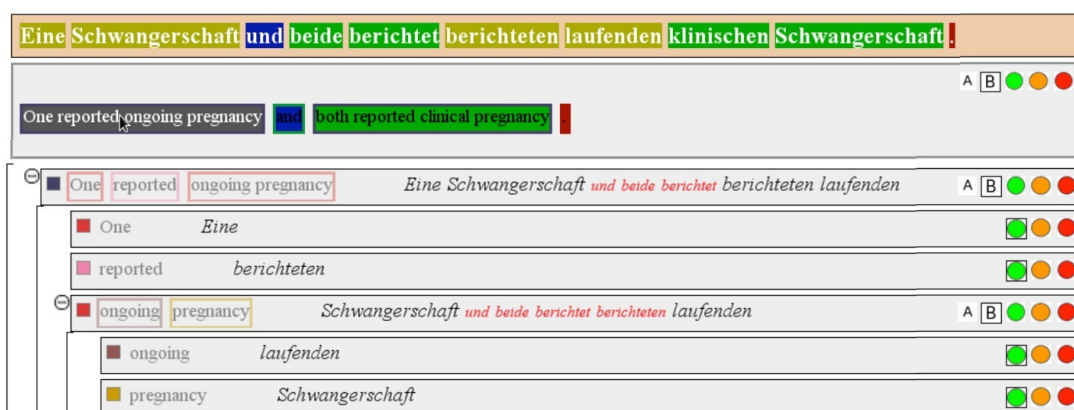 Eine Schwangerschaft und beide berichtet berichteten laufenden klinischen Schwangerschaft .
A B
One reported ongoing pregnancy and both reported clinical pregnancy .
One reported ongoing pregnancy Eine Schwangerschaft und beide berichtet berichteten laufenden A B
One Eine
reported berichteten
ongoing pregnancy Schwangerschaft und beide berichtet berichteten laufenden A B
ongoing laufenden
pregnancy Schwangerschaft